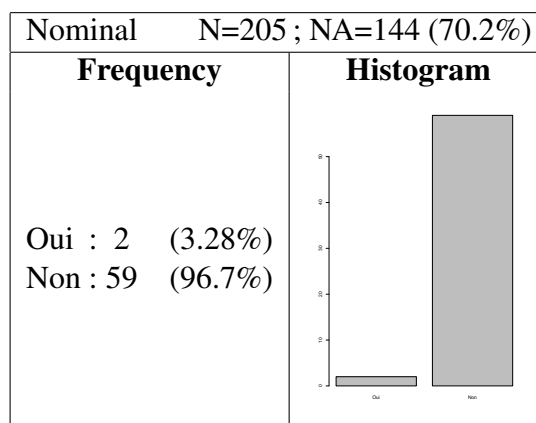 Nominal N=205 ; NA=144 (70.2%)
Frequency Histogram
Oui : 2 (3.28%)
Non : 59 (96.7%)
50
40
30
20
10
0
Oui Non